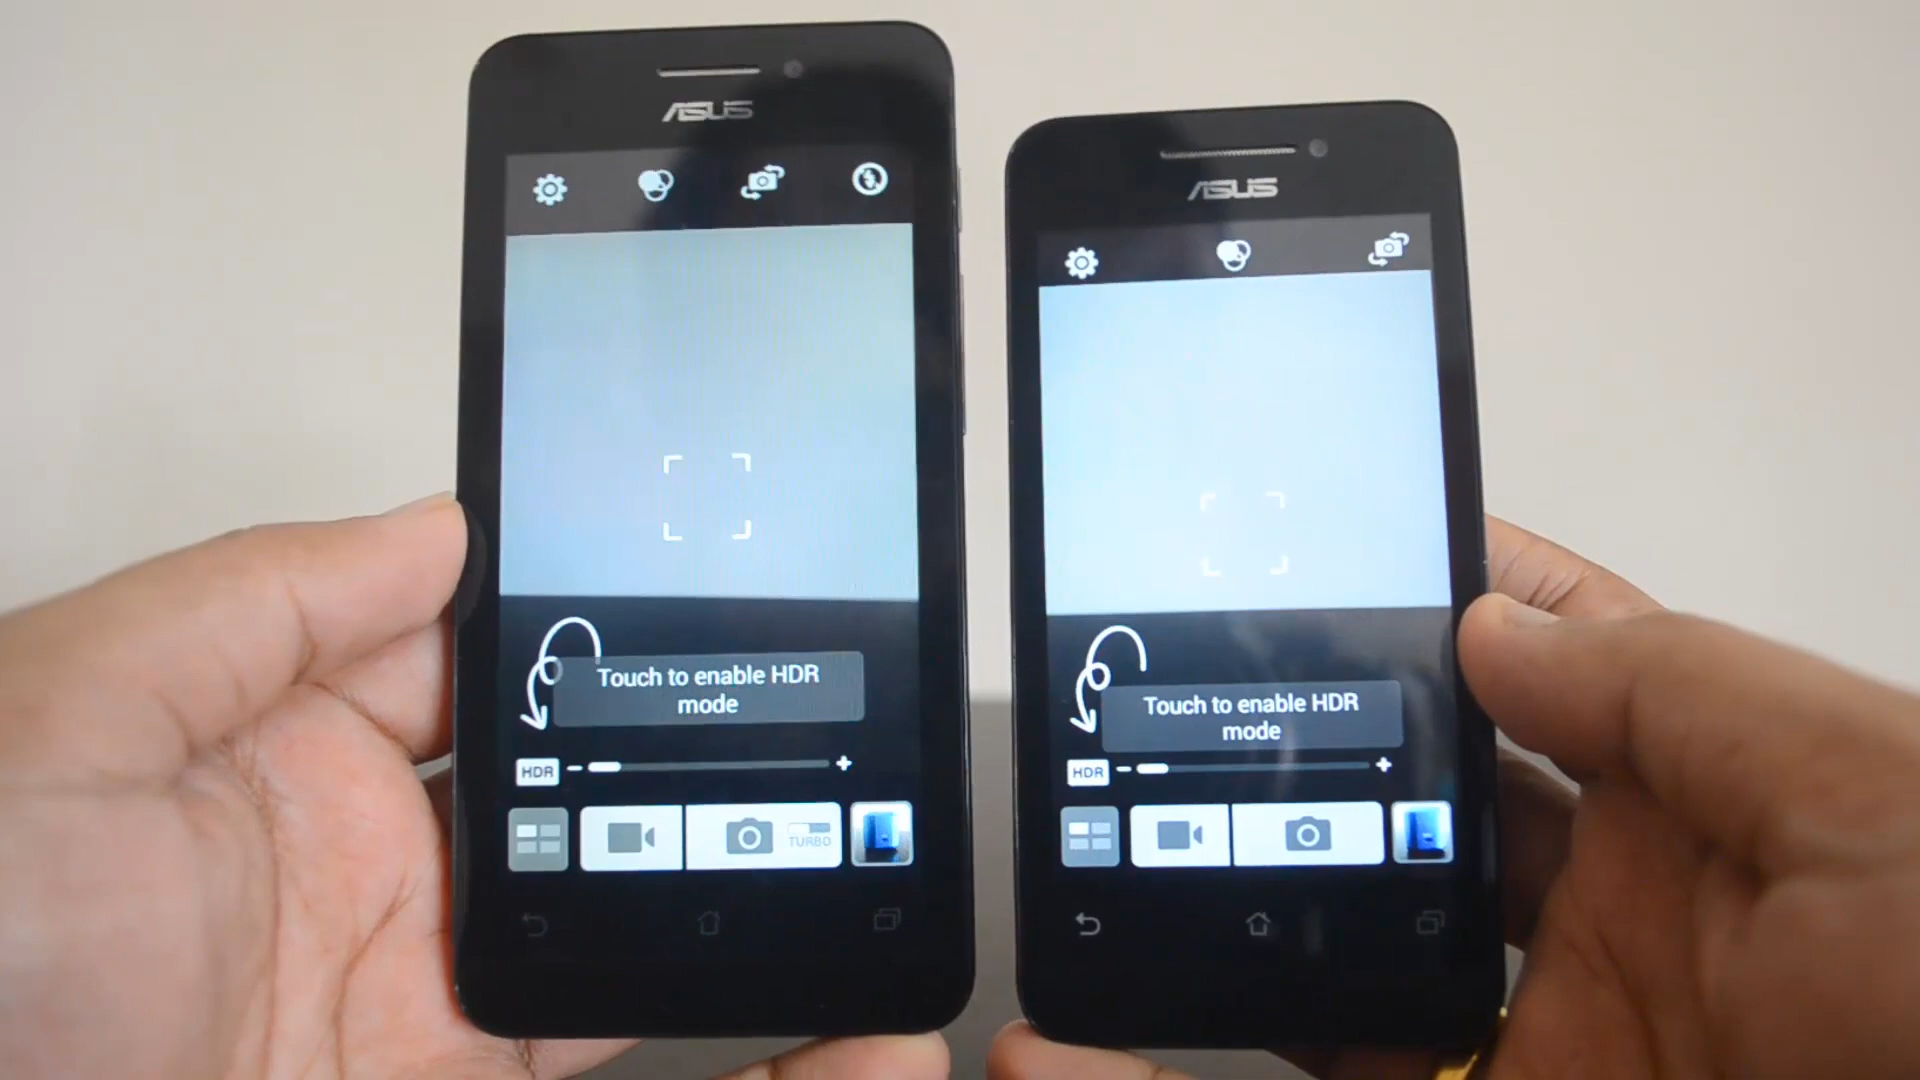 ASUS
Touch to enable HDR
mode
HDR
TURBO
ASUS
Touch to enable HDR
mode
HDR